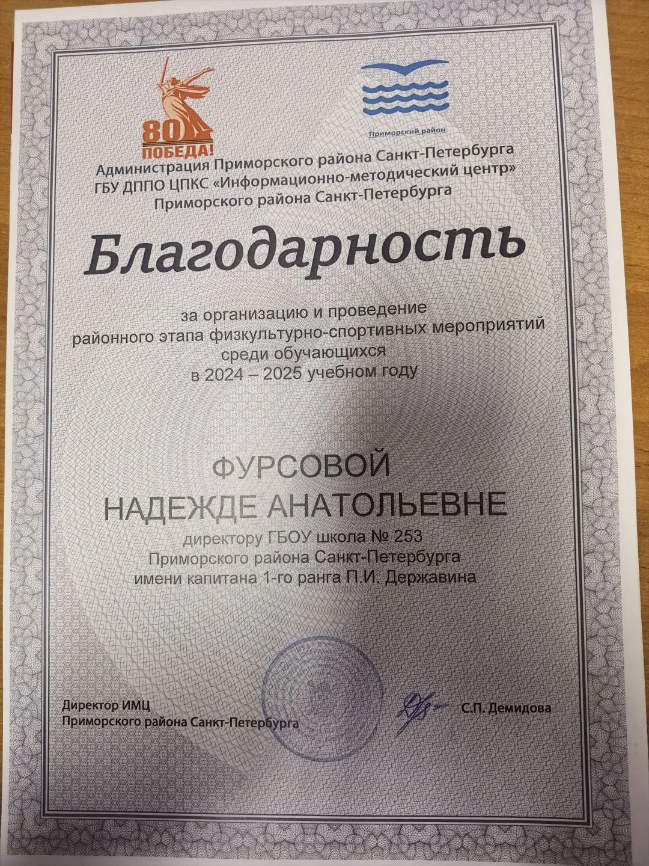 80
ПОБЕДА!
Приморский район
Администрация Приморского района Санкт-Петербурга
ГБУ ДППО ЦПКС «Информационно-методический центр»
Приморского района Санкт-Петербурга
Благодарность
за организацию и проведение
районного этапа физкультурно-спортивных мероприятий
среди обучающихся
в 2024 – 2025 учебном году
ФУРСОВОЙ
НАДЕЖДЕ АНАТОЛЬЕВНЕ
директору ГБОУ школа № 253
Приморского района Санкт-Петербурга
имени капитана 1-го ранга П.И. Державина
Директор ИМЦ
Приморского района Санкт-Петербурга
С.П. Демидова